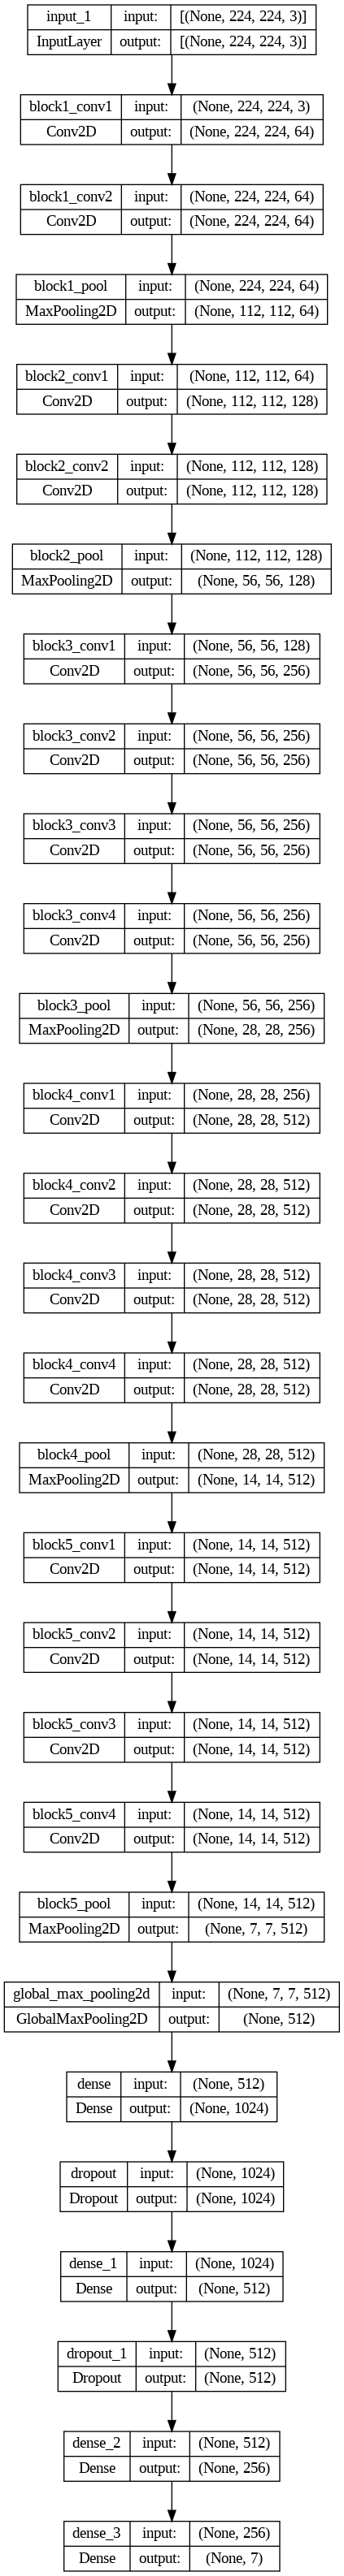 input_1 input: [(None, 224, 224, 3)]
InputLayer output: [(None, 224, 224, 3)]
block1_conv1 input: (None, 224, 224, 3)
Conv2D output: (None, 224, 224, 64)
block1_conv2 input: (None, 224, 224, 64)
Conv2D output: (None, 224, 224, 64)
block1_pool input: (None, 224, 224, 64)
MaxPooling2D output: (None, 112, 112, 64)
block2_conv1 input: (None, 112, 112, 64)
Conv2D output: (None, 112, 112, 128)
block2_conv2 input: (None, 112, 112, 128)
Conv2D output: (None, 112, 112, 128)
block2_pool input: (None, 112, 112, 128)
MaxPooling2D output: (None, 56, 56, 128)
block3_conv1 input: (None, 56, 56, 128)
Conv2D output: (None, 56, 56, 256)
block3_conv2 input: (None, 56, 56, 256)
Conv2D output: (None, 56, 56, 256)
block3_conv3 input: (None, 56, 56, 256)
Conv2D output: (None, 56, 56, 256)
block3_conv4 input: (None, 56, 56, 256)
Conv2D output: (None, 56, 56, 256)
block3_pool input: (None, 56, 56, 256)
MaxPooling2D output: (None, 28, 28, 256)
block4_conv1 input: (None, 28, 28, 256)
Conv2D output: (None, 28, 28, 512)
block4_conv2 input: (None, 28, 28, 512)
Conv2D output: (None, 28, 28, 512)
block4_conv3 input: (None, 28, 28, 512)
Conv2D output: (None, 28, 28, 512)
block4_conv4 input: (None, 28, 28, 512)
Conv2D output: (None, 28, 28, 512)
block4_pool input: (None, 28, 28, 512)
MaxPooling2D output: (None, 14, 14, 512)
block5_conv1 input: (None, 14, 14, 512)
Conv2D output: (None, 14, 14, 512)
block5_conv2 input: (None, 14, 14, 512)
Conv2D output: (None, 14, 14, 512)
block5_conv3 input: (None, 14, 14, 512)
Conv2D output: (None, 14, 14, 512)
block5_conv4 input: (None, 14, 14, 512)
Conv2D output: (None, 14, 14, 512)
block5_pool input: (None, 14, 14, 512)
MaxPooling2D output: (None, 7, 7, 512)
global_max_pooling2d input: (None, 7, 7, 512)
GlobalMaxPooling2D output: (None, 512)
dense input: (None, 512)
Dense output: (None, 1024)
dropout input: (None, 1024)
Dropout output: (None, 1024)
dense_1 input: (None, 1024)
Dense output: (None, 512)
dropout_1 input: (None, 512)
Dropout output: (None, 512)
dense_2 input: (None, 512)
Dense output: (None, 256)
dense_3 input: (None, 256)
Dense output: (None, 7)